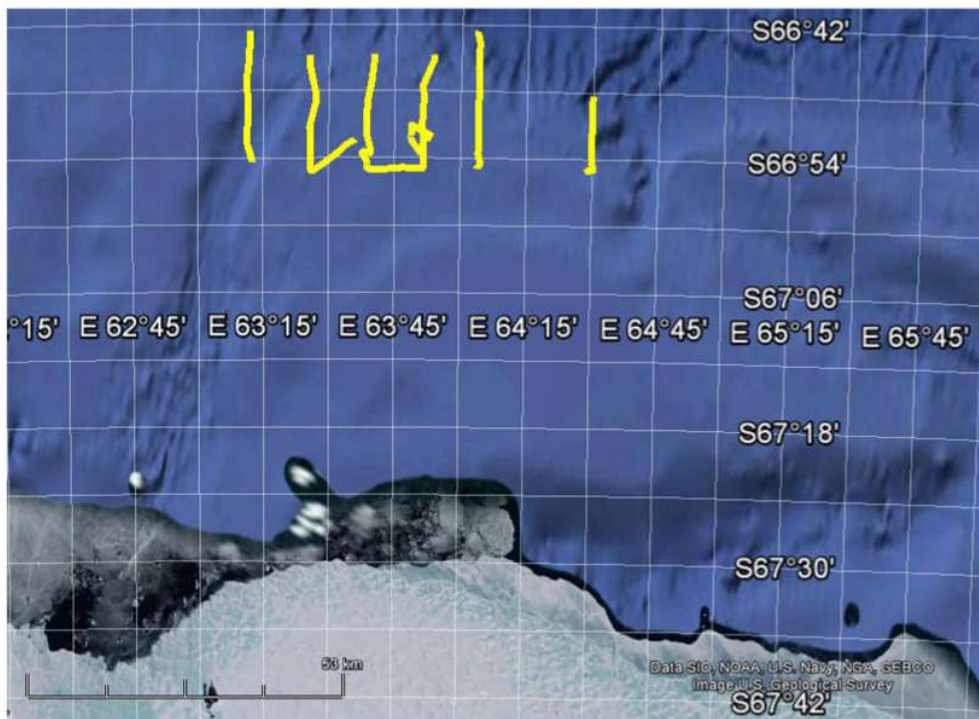 S66°42'
S66°54'
S67°06'
°15' E 62°45' E 63°15' E 63°45' E 64°15' E 64°45' E 65°15' E 65°45'
S67°18'
S67°30'
53 km
Data SIO, NOAA, U.S. Navy, NGA, GEBCO
Image U.S. Geological Survey
S67°42'